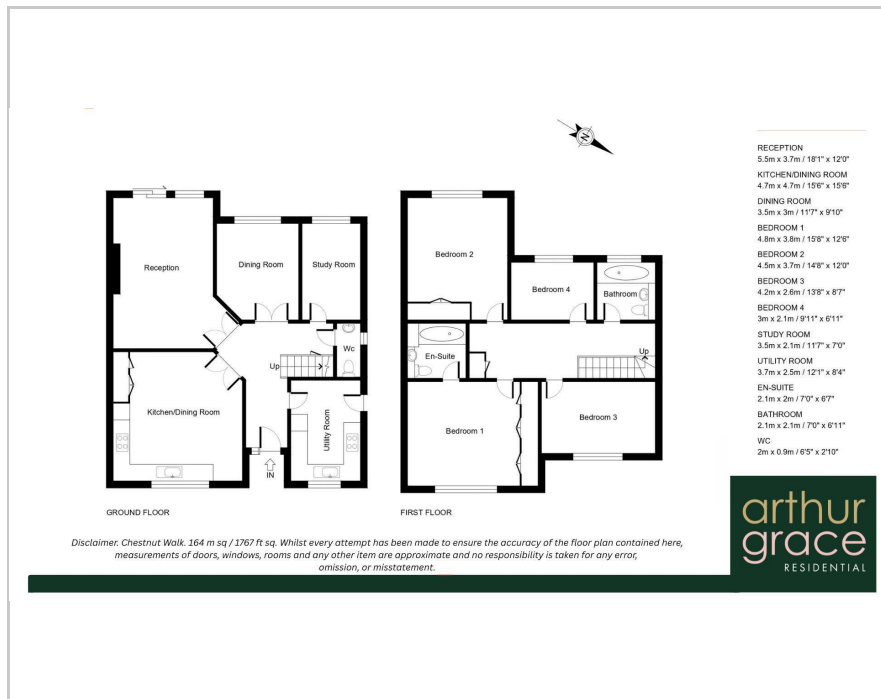 N
RECEPTION
5.5m x 3.7m / 18'1" x 12'0"
KITCHEN/DINING ROOM
4.7m x 4.7m / 15'6" x 15'6"
DINING ROOM
3.5m x 3m / 11'7" x 9'10"
BEDROOM 1
4.8m x 3.8m / 15'8" x 12'6"
BEDROOM 2
4.5m x 3.7m / 14'8" x 12'0"
BEDROOM 3
4.2m x 2.6m / 13'8" x 8'7"
BEDROOM 4
3m x 2.1m / 9'11" x 6'11"
STUDY ROOM
3.5m x 2.1m / 11'7" x 7'0"
UTILITY ROOM
3.7m x 2.5m / 12'1" x 8'4"
EN-SUITE
2.1m x 2m / 7'0" x 6'7"
BATHROOM
2.1m x 2.1m / 7'0" x 6'11"
WC
2m x 0.9m / 6'5" x 2'10"
Reception
Dining Room
Study Room
Wc
Up
Kitchen/Dining Room
Utility Room
IN
GROUND FLOOR
Bedroom 2
Bedroom 4
Bathroom
En-Suite
Up
Bedroom 1
Bedroom 3
FIRST FLOOR
Disclaimer. Chestnut Walk. 164 m sq / 1767 ft sq. Whilst every attempt has been made to ensure the accuracy of the floor plan contained here,
measurements of doors, windows, rooms and any other item are approximate and no responsibility is taken for any error,
omission, or misstatement.
arthur
grace
RESIDENTIAL